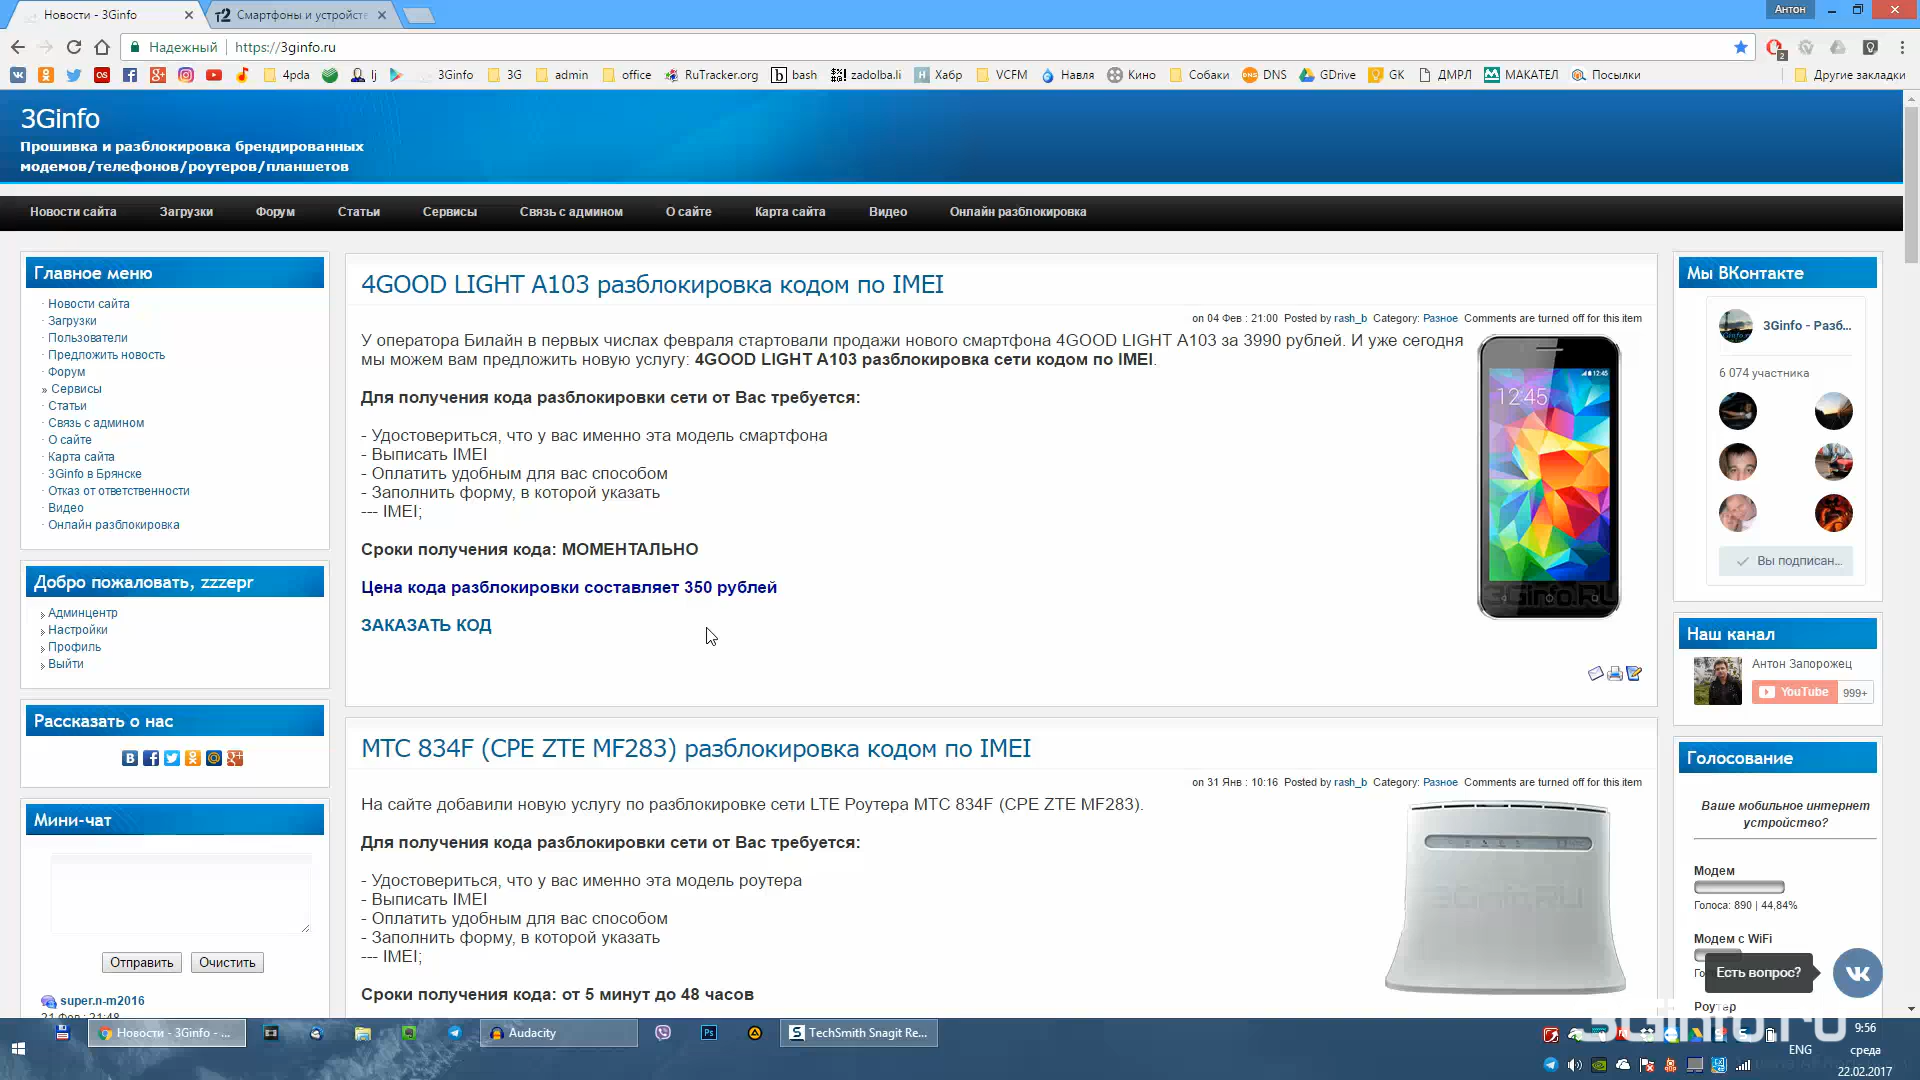 Новости - 3Ginfo
T2 Смартфоны и устройств
Антон
Надежный https://3ginfo.ru
4pda lj 3Ginfo 3G admin office RuTracker.org bash zadolba.li Хабр VCFM Навля Кино Собаки DNS GDrive GK ДМРЛ МАКАТЕЛ Посылки Другие закладки
3Ginfo
Прошивка и разблокировка брендированных
модемов/телефонов/роутеров/планшетов
Новости сайта Загрузки Форум Статьи Сервисы Связь с админом О сайте Карта сайта Видео Онлайн разблокировка
Главное меню
· Новости сайта
· Загрузки
· Пользователи
· Предложить новость
· Форум
» Сервисы
· Статьи
· Связь с админом
· О сайте
· Карта сайта
· 3Ginfo в Брянске
· Отказ от ответственности
· Видео
· Онлайн разблокировка
Добро пожаловать, zzzepr
Админцентр
Настройки
Профиль
Выйти
Рассказать о нас
Мини-чат
Отправить Очистить
super.n-m2016
21 Фев : 21:48
4GOOD LIGHT A103 разблокировка кодом по IMEI
on 04 Фев : 21:00 Posted by rash_b Category: Разное Comments are turned off for this item
У оператора Билайн в первых числах февраля стартовали продажи нового смартфона 4GOOD LIGHT A103 за 3990 рублей. И уже сегодня
мы можем вам предложить новую услугу: 4GOOD LIGHT A103 разблокировка сети кодом по IMEI.
Для получения кода разблокировки сети от Вас требуется:
- Удостовериться, что у вас именно эта модель смартфона
- Выписать IMEI
- Оплатить удобным для вас способом
- Заполнить форму, в которой указать
--- IMEI;
Сроки получения кода: МОМЕНТАЛЬНО
Цена кода разблокировки составляет 350 рублей
ЗАКАЗАТЬ КОД
12:45
3Ginfo.RU
МТС 834F (CPE ZTE MF283) разблокировка кодом по IMEI
on 31 Янв : 10:16 Posted by rash_b Category: Разное Comments are turned off for this item
На сайте добавили новую услугу по разблокировке сети LTE Роутера МТС 834F (CPE ZTE MF283).
Для получения кода разблокировки сети от Вас требуется:
- Удостовериться, что у вас именно эта модель роутера
- Выписать IMEI
- Оплатить удобным для вас способом
- Заполнить форму, в которой указать
--- IMEI;
Сроки получения кода: от 5 минут до 48 часов
3Ginfo.RU
Мы ВКонтакте
3Ginfo - Разб...
6 074 участника
Вы подписан...
Наш канал
Антон Запорожец
YouTube 999+
Голосование
Ваше мобильное интернет
устройство?
Модем
Голоса: 890 | 44,84%
Модем с WiFi
Есть вопрос?
Роутер
3Ginfo.ru
Новости - 3Ginfo - ...
Audacity
TechSmith Snagit Re...
ENG
9:56
среда
22.02.2017